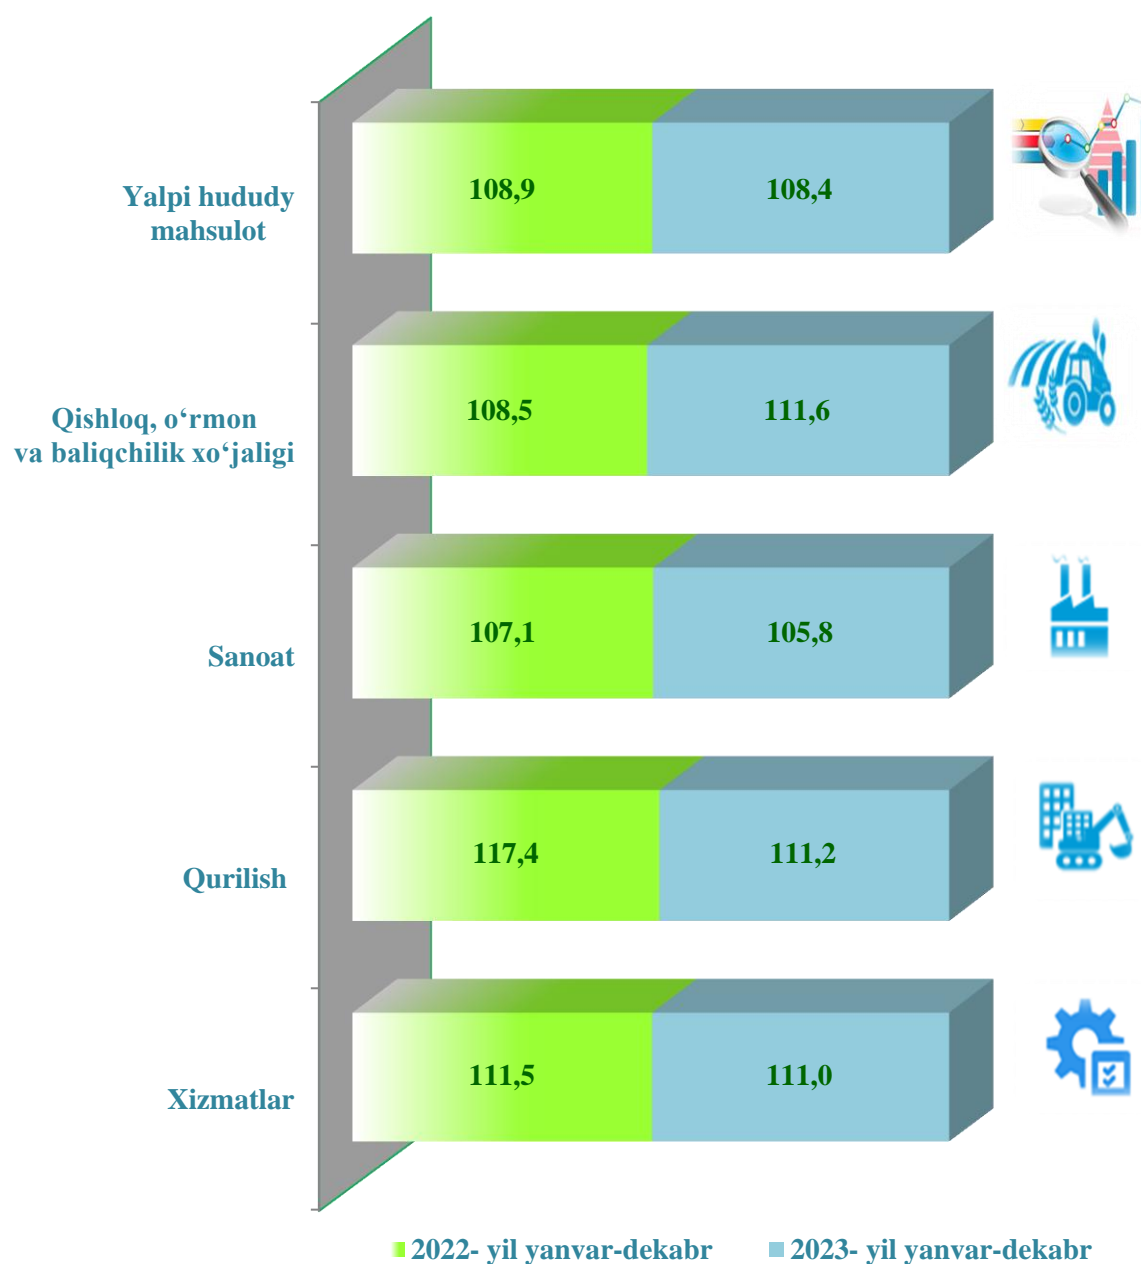 Yalpi hududy
mahsulot
108,9
108,4
Qishloq, o‘rmon
va baliqchilik xo‘jaligi
108,5
111,6
Sanoat
107,1
105,8
Qurilish
117,4
111,2
Xizmatlar
111,5
111,0
2022- yil yanvar-dekabr
2023- yil yanvar-dekabr